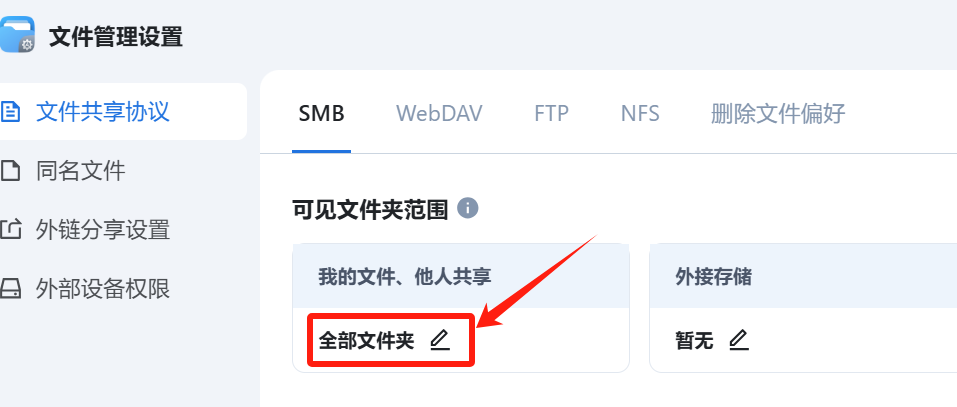 文件管理设置
文件共享协议
同名文件
外链分享设置
外部设备权限
SMB WebDAV FTP NFS 删除文件偏好
可见文件夹范围
我的文件、他人共享
全部文件夹
外接存储
暂无